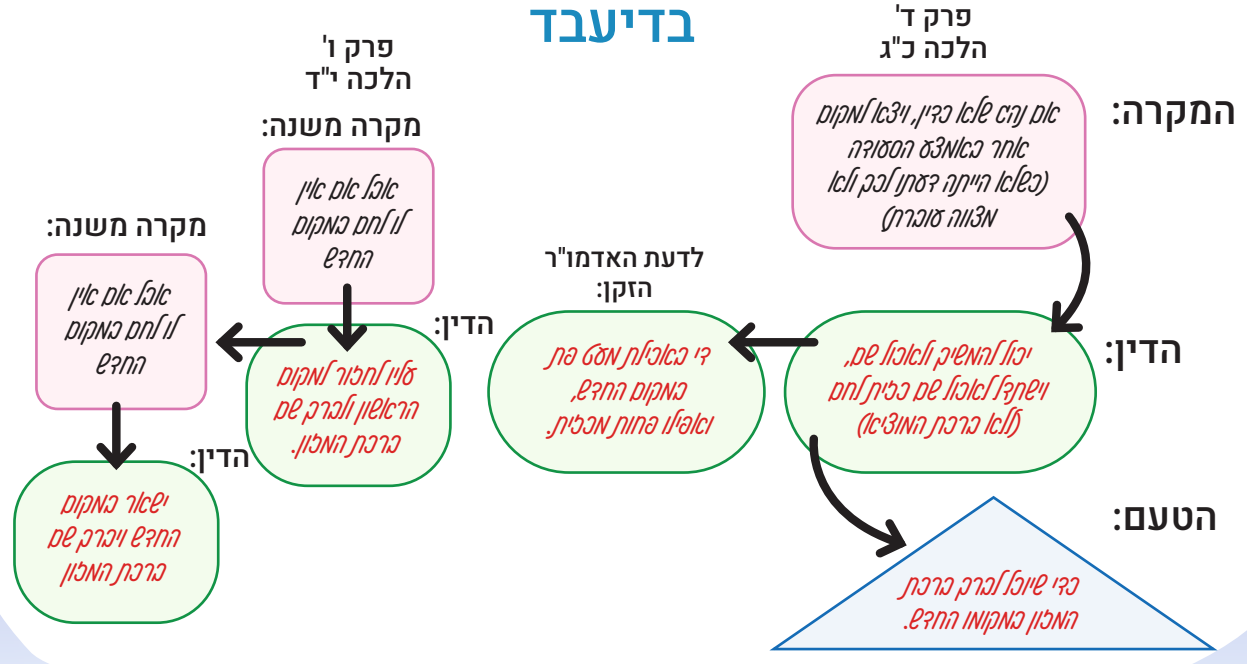 בדיעבד
פרק ד'
הלכה כ"ג
המקרה:
אם נהג שלא כדין, ויצא למקום
אחר באמצע הסעודה
(כשלא הייתה דעתו לכך ולא
מצווה עוברת)
הדין:
יכול להמשיך ולאכול שם,
וישתדל לאכול שם כזית לחם
(ללא ברכת המוציא)
הטעם:
כדי שיוכל לברך ברכת
המזון במקומו החדש.
לדעת האדמו"ר
הזקן:
די באכילת מעט פת
במקום החדש,
ואפילו פחות מכזית.
פרק ו'
הלכה י"ד
מקרה משנה:
אבל אם אין
לו לחם במקום
החדש
הדין:
עליו לחזור למקום
הראשון ולברך שם
ברכת המזון.
מקרה משנה:
אבל אם אין
לו לחם במקום
החדש
הדין:
ישאר במקום
החדש ויברך שם
ברכת המזון